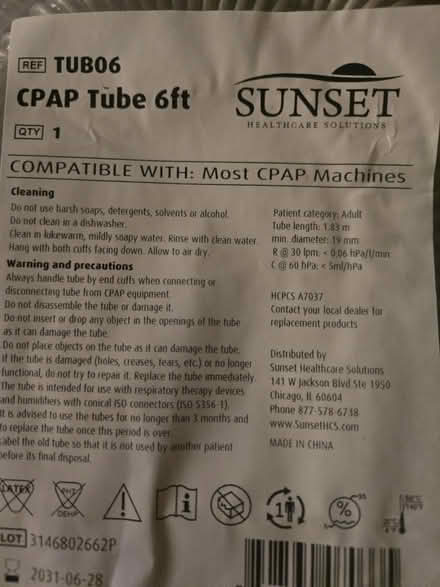 REF TUB06
CPAP Tube 6ft
QTY 1
SUNSET
HEALTHCARE SOLUTIONS
COMPATIBLE WITH: Most CPAP Machines
Cleaning
Do not use harsh soaps, detergents, solvents or alcohol.
Do not clean in a dishwasher.
Clean in lukewarm, mildly soapy water. Rinse with clean water.
Hang with both cuffs facing down. Allow to air dry.
Warning and precautions
Always handle tube by end cuffs when connecting or
disconnecting tube from CPAP equipment.
Do not disassemble the tube or damage it.
Do not insert or drop any object in the openings of the tube
as it can damage the tube.
Do not place objects on the tube as it can damage the tube.
If the tube is damaged (holes, creases, tears, etc.) or no longer
functional, do not try to repair it. Replace the tube immediately.
The tube is intended for use with respiratory therapy devices
and humidifiers with conical ISO connectors (ISO 5356-1).
It is advised to use the tubes for no longer than 3 months and
to replace the tube once this period is over.
Label the old tube so that it is not used by another patient
before its final disposal.
Patient category: Adult
Tube length: 1.83 m
min. diameter: 19 mm
R @ 30 lpm: < 0,06 hPa/l/min
C @ 60 hPa: < 5ml/hPa
HCPCS A7037
Contact your local dealer for
replacement products
Distributed by
Sunset Healthcare Solutions
141 W Jackson Blvd Ste 1950
Chicago, IL 60604
Phone 877-578-6738
www.SunsetHCS.com
MADE IN CHINA
LATEX
PHT
DEHP
i
1
%
95
LOT 3146802662P
2031-06-28